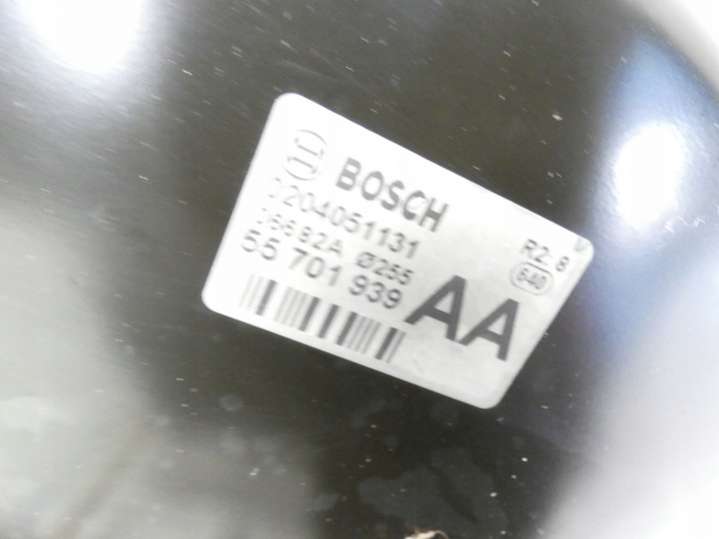 BOSCH
0204051131 R2: 8
36682A Ø255 640
55 701 939 AA